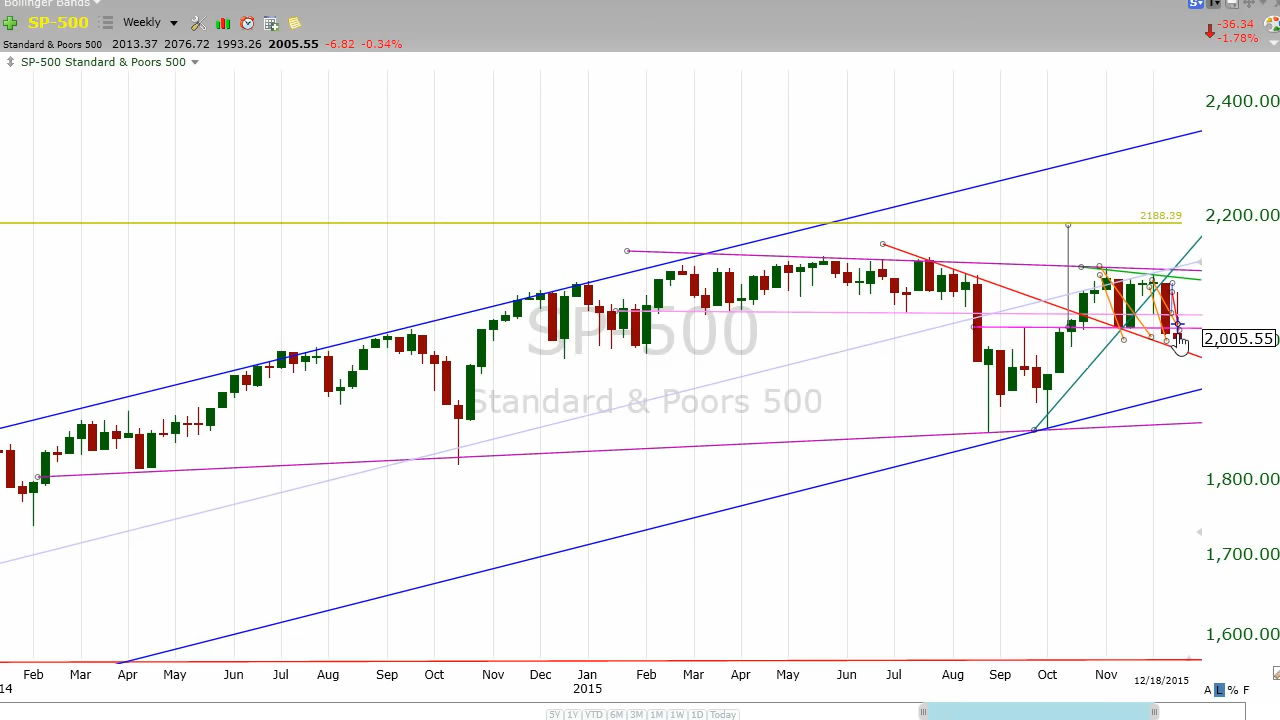 Bollinger Bands
SP-500 Weekly
Standard & Poors 500 2013.37 2076.72 1993.26 2005.55 -6.82 -0.34%
-36.34
-1.78%
SP-500 Standard & Poors 500
2,400.00
2188.39
2,200.00
SP-500
2,005.55
Standard & Poors 500
1,800.00
1,700.00
1,600.00
Feb Mar Apr May Jun Jul Aug Sep Oct Nov Dec Jan Feb Mar Apr May Jun Jul Aug Sep Oct Nov 12/18/2015
14 2015
A L % F
5Y 1Y YTD 6M 3M 1M 1W 1D Today